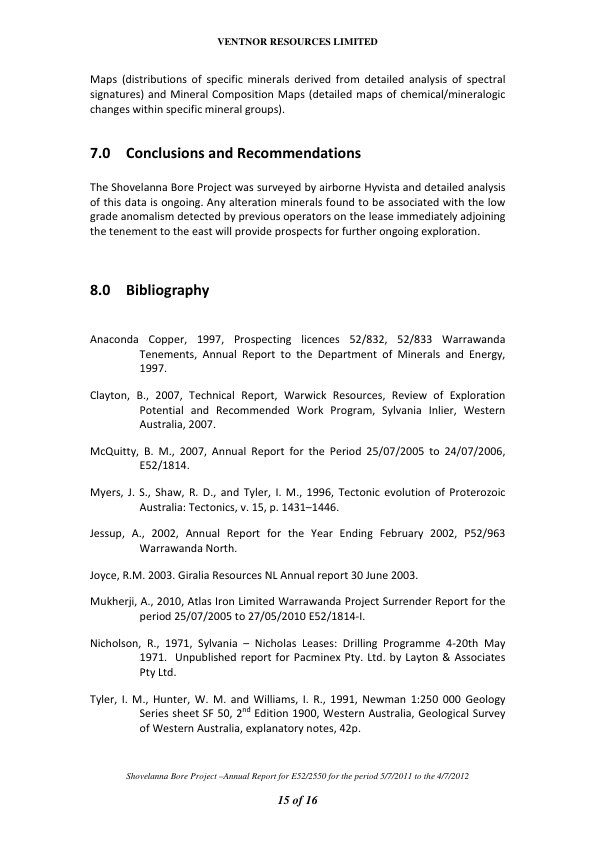 VENTNOR RESOURCES LIMITED
Maps (distributions of specific minerals derived from detailed analysis of spectral
signatures) and Mineral Composition Maps (detailed maps of chemical/mineralogic
changes within specific mineral groups).
7.0 Conclusions and Recommendations
The Shovelanna Bore Project was surveyed by airborne Hyvista and detailed analysis
of this data is ongoing. Any alteration minerals found to be associated with the low
grade anomalism detected by previous operators on the lease immediately adjoining
the tenement to the east will provide prospects for further ongoing exploration.
8.0 Bibliography
Anaconda Copper, 1997, Prospecting licences 52/832, 52/833 Warrawanda
Tenements, Annual Report to the Department of Minerals and Energy,
1997.
Clayton, B., 2007, Technical Report, Warwick Resources, Review of Exploration
Potential and Recommended Work Program, Sylvania Inlier, Western
Australia, 2007.
McQuitty, B. M., 2007, Annual Report for the Period 25/07/2005 to 24/07/2006,
E52/1814.
Myers, J. S., Shaw, R. D., and Tyler, I. M., 1996, Tectonic evolution of Proterozoic
Australia: Tectonics, v. 15, p. 1431–1446.
Jessup, A., 2002, Annual Report for the Year Ending February 2002, P52/963
Warrawanda North.
Joyce, R.M. 2003. Giralia Resources NL Annual report 30 June 2003.
Mukherji, A., 2010, Atlas Iron Limited Warrawanda Project Surrender Report for the
period 25/07/2005 to 27/05/2010 E52/1814-I.
Nicholson, R., 1971, Sylvania – Nicholas Leases: Drilling Programme 4-20th May
1971. Unpublished report for Pacminex Pty. Ltd. by Layton & Associates
Pty Ltd.
Tyler, I. M., Hunter, W. M. and Williams, I. R., 1991, Newman 1:250 000 Geology
Series sheet SF 50, 2nd Edition 1900, Western Australia, Geological Survey
of Western Australia, explanatory notes, 42p.
Shovelanna Bore Project –Annual Report for E52/2550 for the period 5/7/2011 to the 4/7/2012
15 of 16